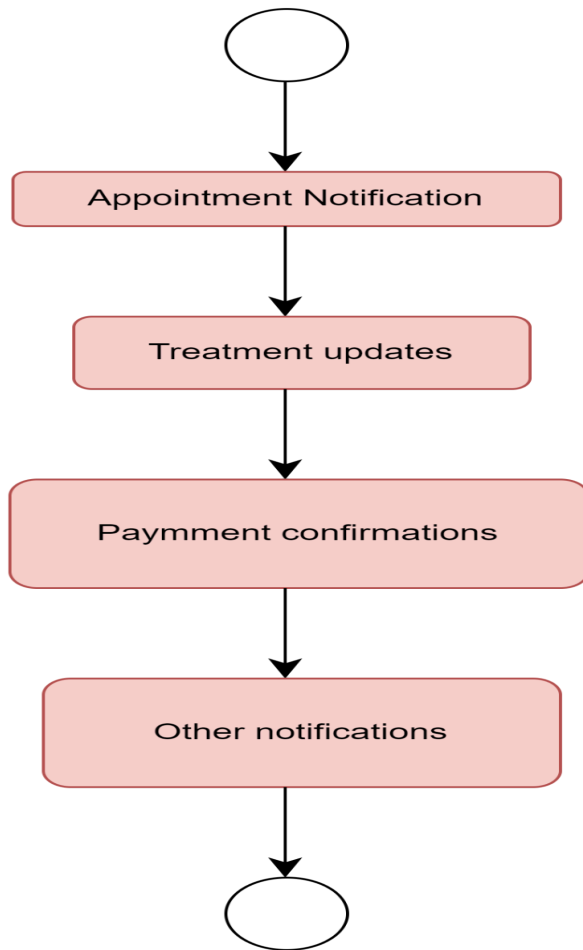 Appointment Notification
Treatment updates
Paymment confirmations
Other notifications